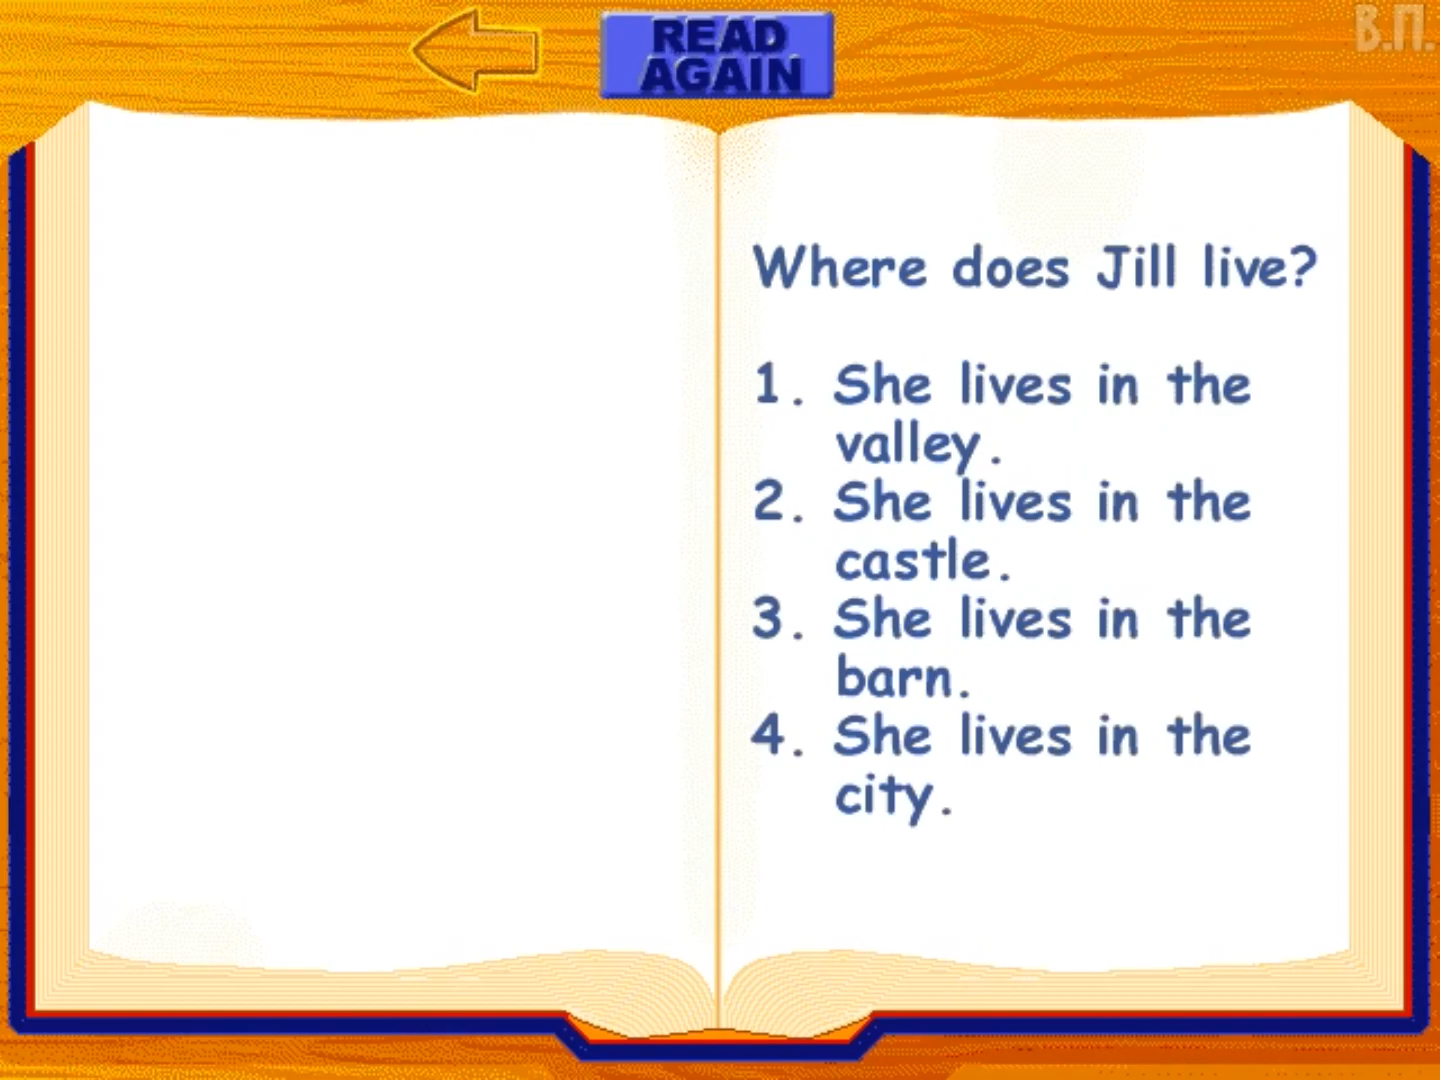 READ
AGAIN
В.П.
Where does Jill live?
1. She lives in the
valley.
2. She lives in the
castle.
3. She lives in the
barn.
4. She lives in the
city.